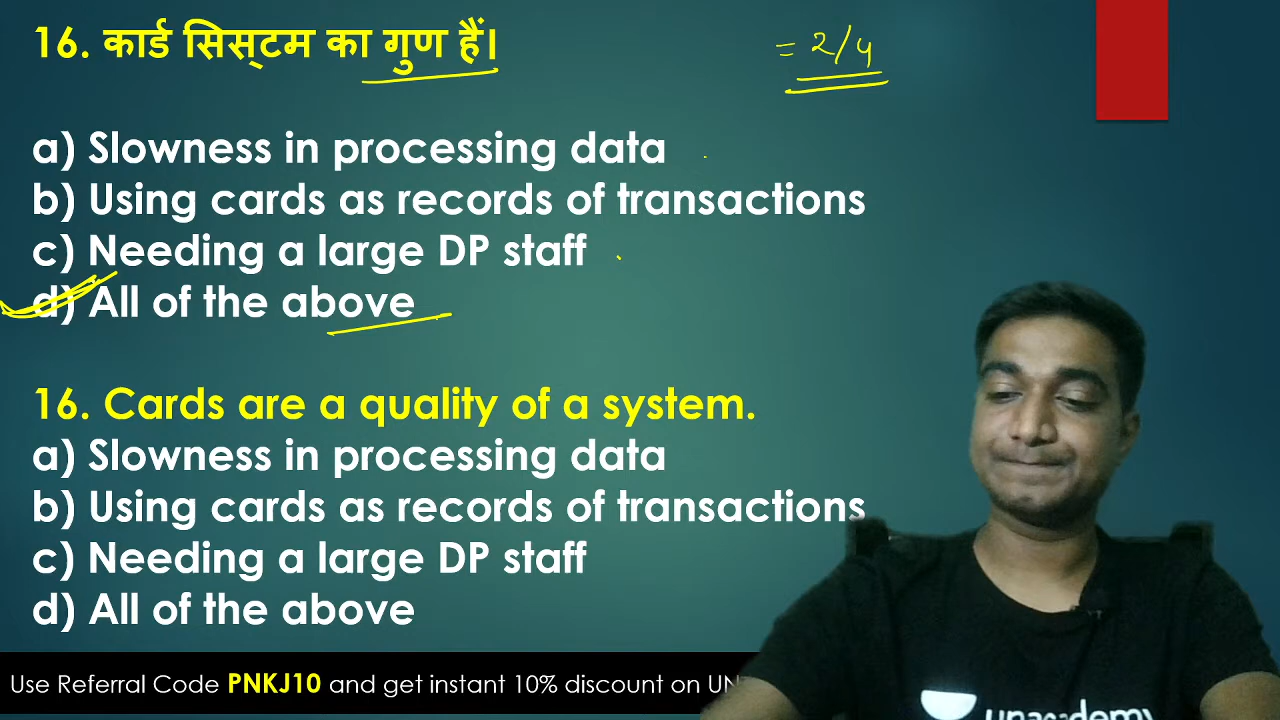 16. कार्ड सिस्टम का गुण हैं।
= 2/4
a) Slowness in processing data
b) Using cards as records of transactions
c) Needing a large DP staff
d) All of the above
16. Cards are a quality of a system.
a) Slowness in processing data
b) Using cards as records of transactions
c) Needing a large DP staff
d) All of the above
Use Referral Code PNKJ10 and get instant 10% discount on UN
unacademy